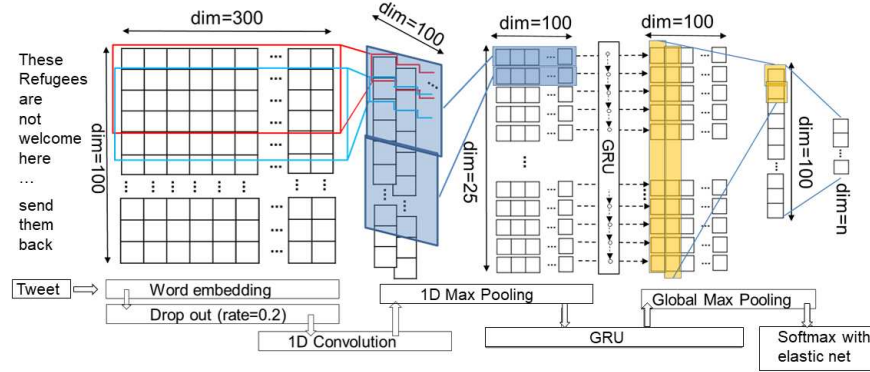 dim=300
dim=100
dim=100
dim=100
These
Refugees
are
not
welcome
here
...
send
them
back
dim=100
dim=25
GRU
dim=100
dim=n
Tweet
Word embedding
Drop out (rate=0.2)
1D Convolution
1D Max Pooling
GRU
Global Max Pooling
Softmax with
elastic net